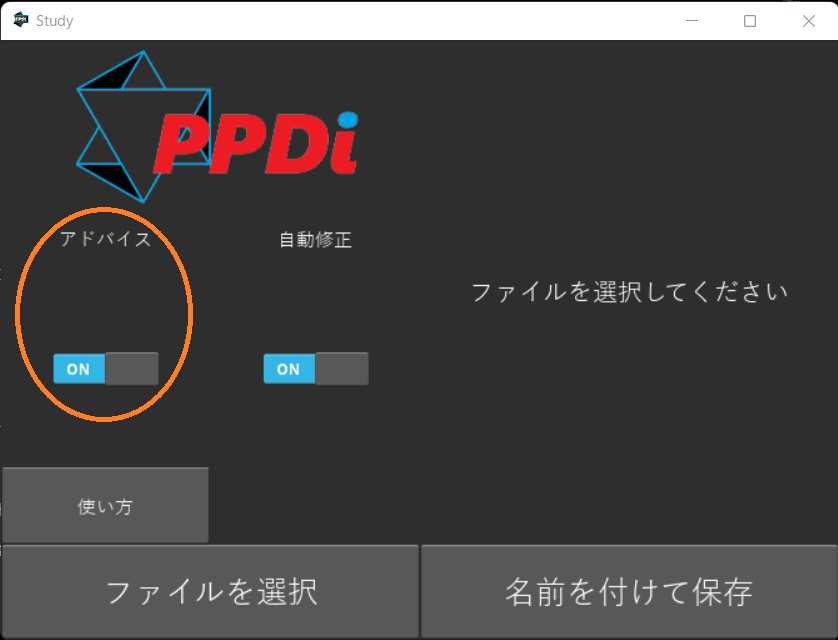 Study
PPDi
アドバイス
自動修正
ファイルを選択してください
ON
ON
使い方
ファイルを選択
名前を付けて保存